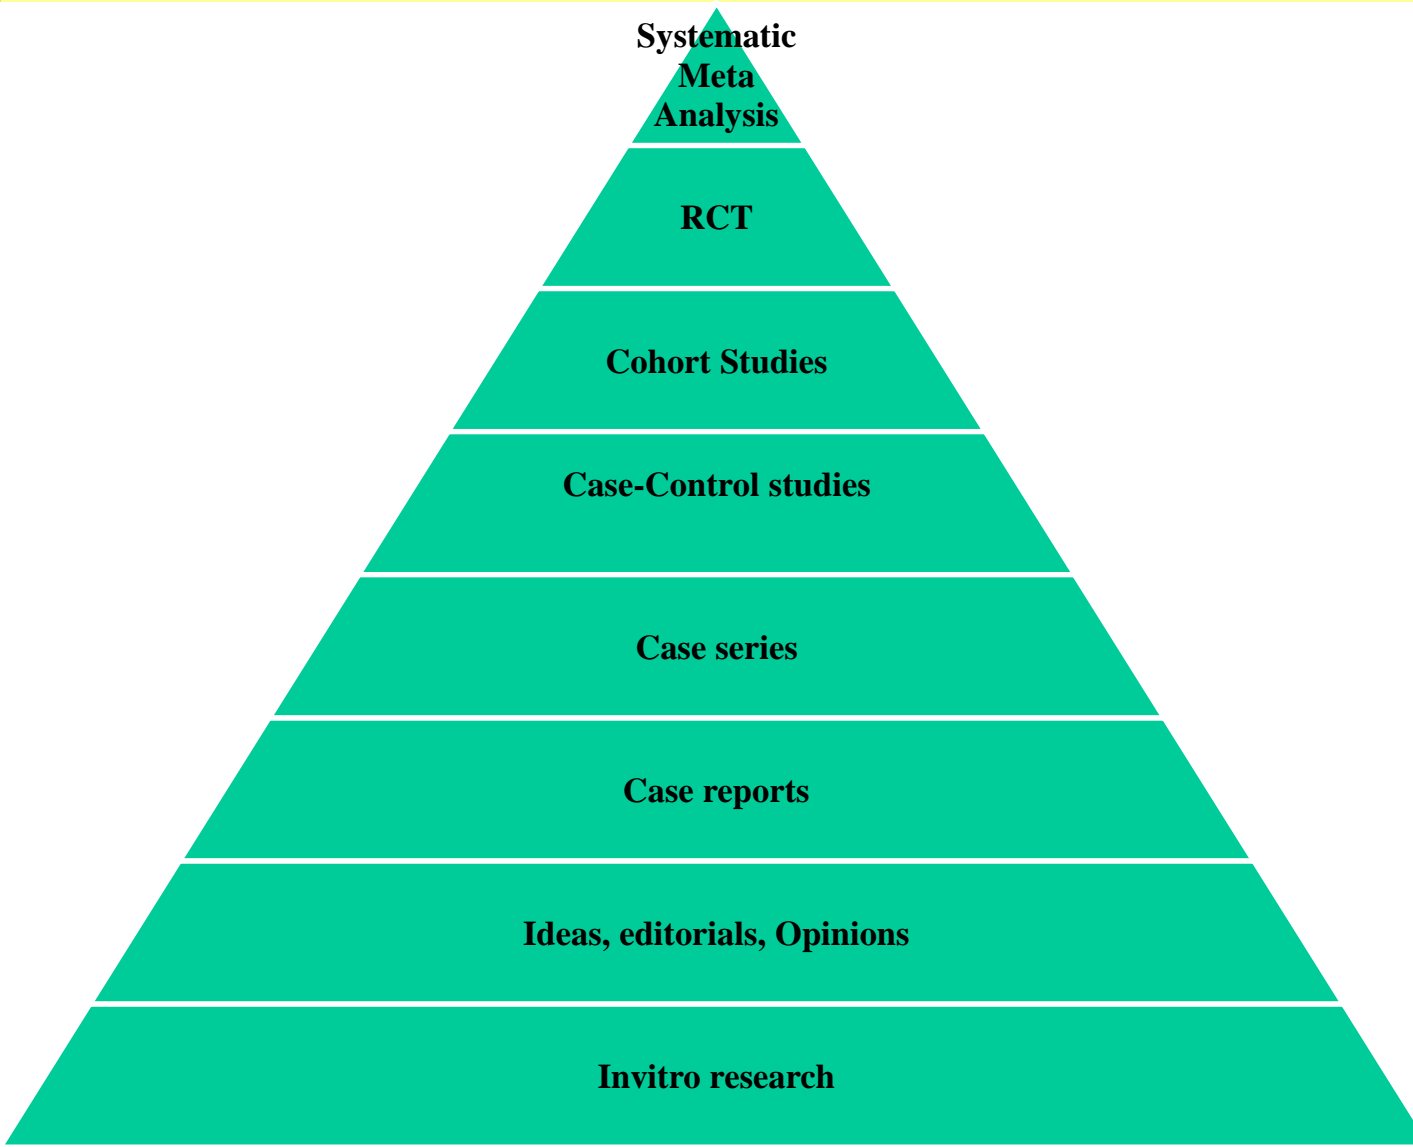 Systematic
Meta
Analysis
RCT
Cohort Studies
Case-Control studies
Case series
Case reports
Ideas, editorials, Opinions
Invitro research